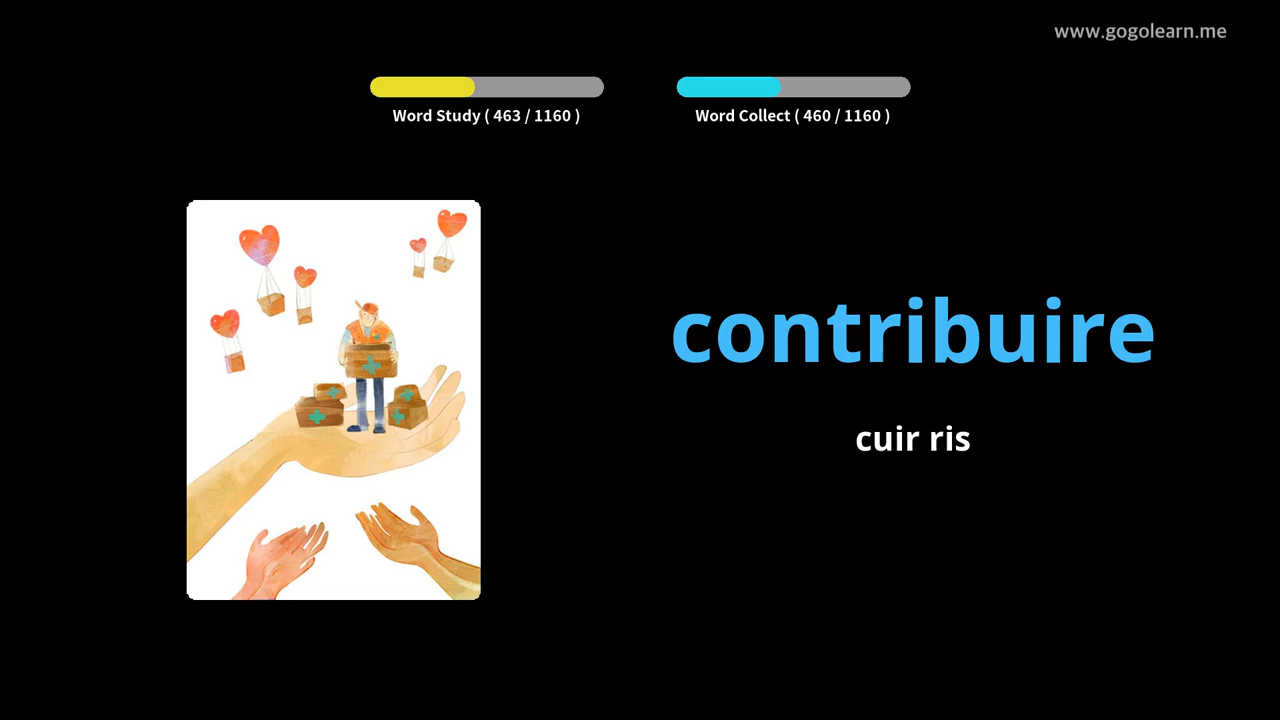 www.gogolearn.me
Word Study ( 463 / 1160 )
Word Collect ( 460 / 1160 )
contribuire
cuir ris